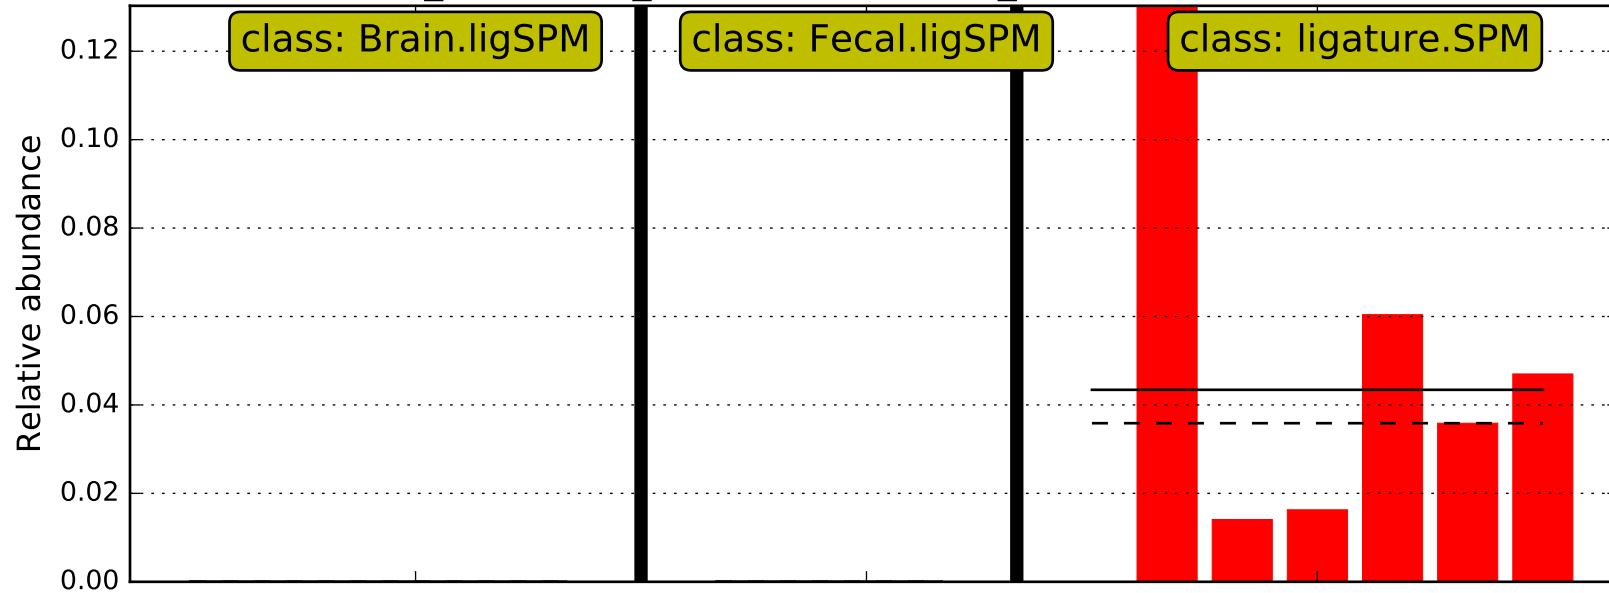 class: Brain.ligSPM
class: Fecal.ligSPM
class: ligature.SPM
Relative abundance
0.12
0.10
0.08
0.06
0.04
0.02
0.00